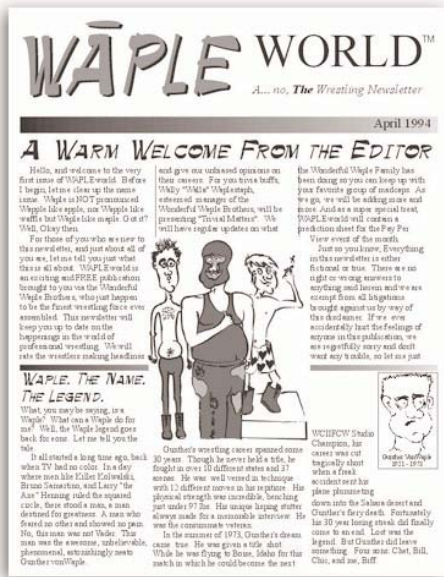 WĀPLE WORLD™
A... no, The Wrestling Newsletter
April 1994
A WARM WELCOME FROM THE EDITOR
Hello, and welcome to the very
first issue of WAPLEworld. Before
I begin, let me clear up the name
issue. Waple is NOT pronounced
Wapple like apple, nor Wapple like
waffle but Waple like maple. Got it?
Well, Okay then.
For those of you who are new to
this newsletter, and just about all of
you are, let me tell you just what
this is all about. WAPLEworld is
an exciting and FREE publication
brought to you via the Wonderful
Waple Brothers, who just happen
to be the finest wrestling force ever
assembled. This newsletter will
keep you up to date on the
happenings in the world of
professional wrestling. We will
rate the wrestlers making headlines
and give our unbiased opinions on
their careers. For you trivia buffs,
Wally "Walla" Waplestaph,
esteemed manager of the
Wonderful Waple Brothers, will be
presenting "Trivial Matters". We
will have regular updates on what
the Wonderful Waple Family has
been doing so you can keep up with
your favorite group of madcaps. As
we go, we will be adding more and
more. And as a super special treat,
WAPLEworld will contain a
prediction sheet for the Pay Per
View event of the month.
Just so you know, Everything
in this newsletter is either
fictional or true. There are no
right or wrong answers to
anything said herein and we are
exempt from all litigations
brought against us by way of
this disclaimer. If we ever
accidentally hurt the feelings of
anyone in this publication, we
are regretfully sorry and don't
want any trouble, so let me just
WAPLE. THE NAME.
THE LEGEND.
What, you may be saying, is a
Waple? What can a Waple do for
me? Well, the Waple legend goes
back for eons. Let me tell you the
tale.
It all started a long time ago, back
when TV had no color. In a day
where men like Killer Kolwalski,
Bruno Samartino, and Larry "the
Axe" Henning ruled the squared
circle, there stood a man, a man
destined for greatness. A man who
feared no other and showed no pain.
No, this man was not Vader. This
man was the awesome, unbelievable,
phenomenal, astonishingly neato
Gunther vonWaple.
Gunther's wrestling career spanned some
30 years. Though he never held a title, he
fought in over 10 different states and 37
arenas. He was well versed in technique
with 12 different moves in his repitoire. His
physical strength was incredible, benching
just under 97 lbs. His unique lisping stutter
always made for a memorable interview. He
was the consummate veteran.
In the summer of 1973, Gunther's dream
came true. He was given a title shot.
While he was flying to Boise, Idaho for this
match in which he could become the next
WCIIFCW Studio
Champion, his
career was cut
tragically short
when a freak
accident sent his
plane plummeting
down into the Sahara desert and
Gunther's fiery death. Fortunately
his 30 year losing streak did finally
come to an end. Lost was the
legend. But Gunther did leave
something. Four sons: Chet, Bill,
Chic, and me, Buff.
Gunther VonWaple
1921 - 1973